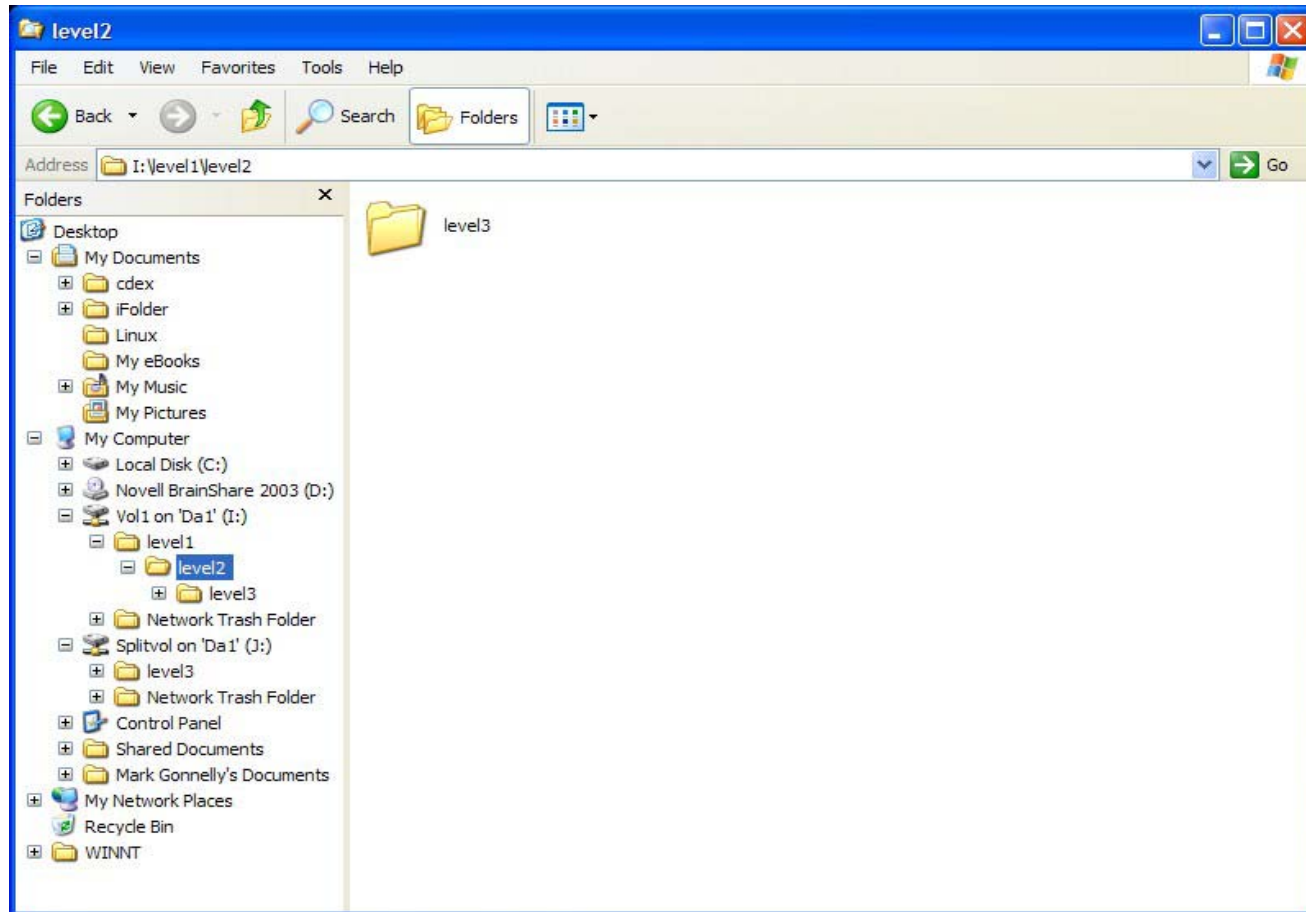 level2
File Edit View Favorites Tools Help
Back Search Folders
Address I:\level1\level2 Go
Folders
level3
Desktop
My Documents
cdex
iFolder
Linux
My eBooks
My Music
My Pictures
My Computer
Local Disk (C:)
Novell BrainShare 2003 (D:)
Vol1 on 'Da1' (I:)
level1
level2
level3
Network Trash Folder
Splitvol on 'Da1' (J:)
level3
Network Trash Folder
Control Panel
Shared Documents
Mark Gonnelly's Documents
My Network Places
Recycle Bin
WINNT